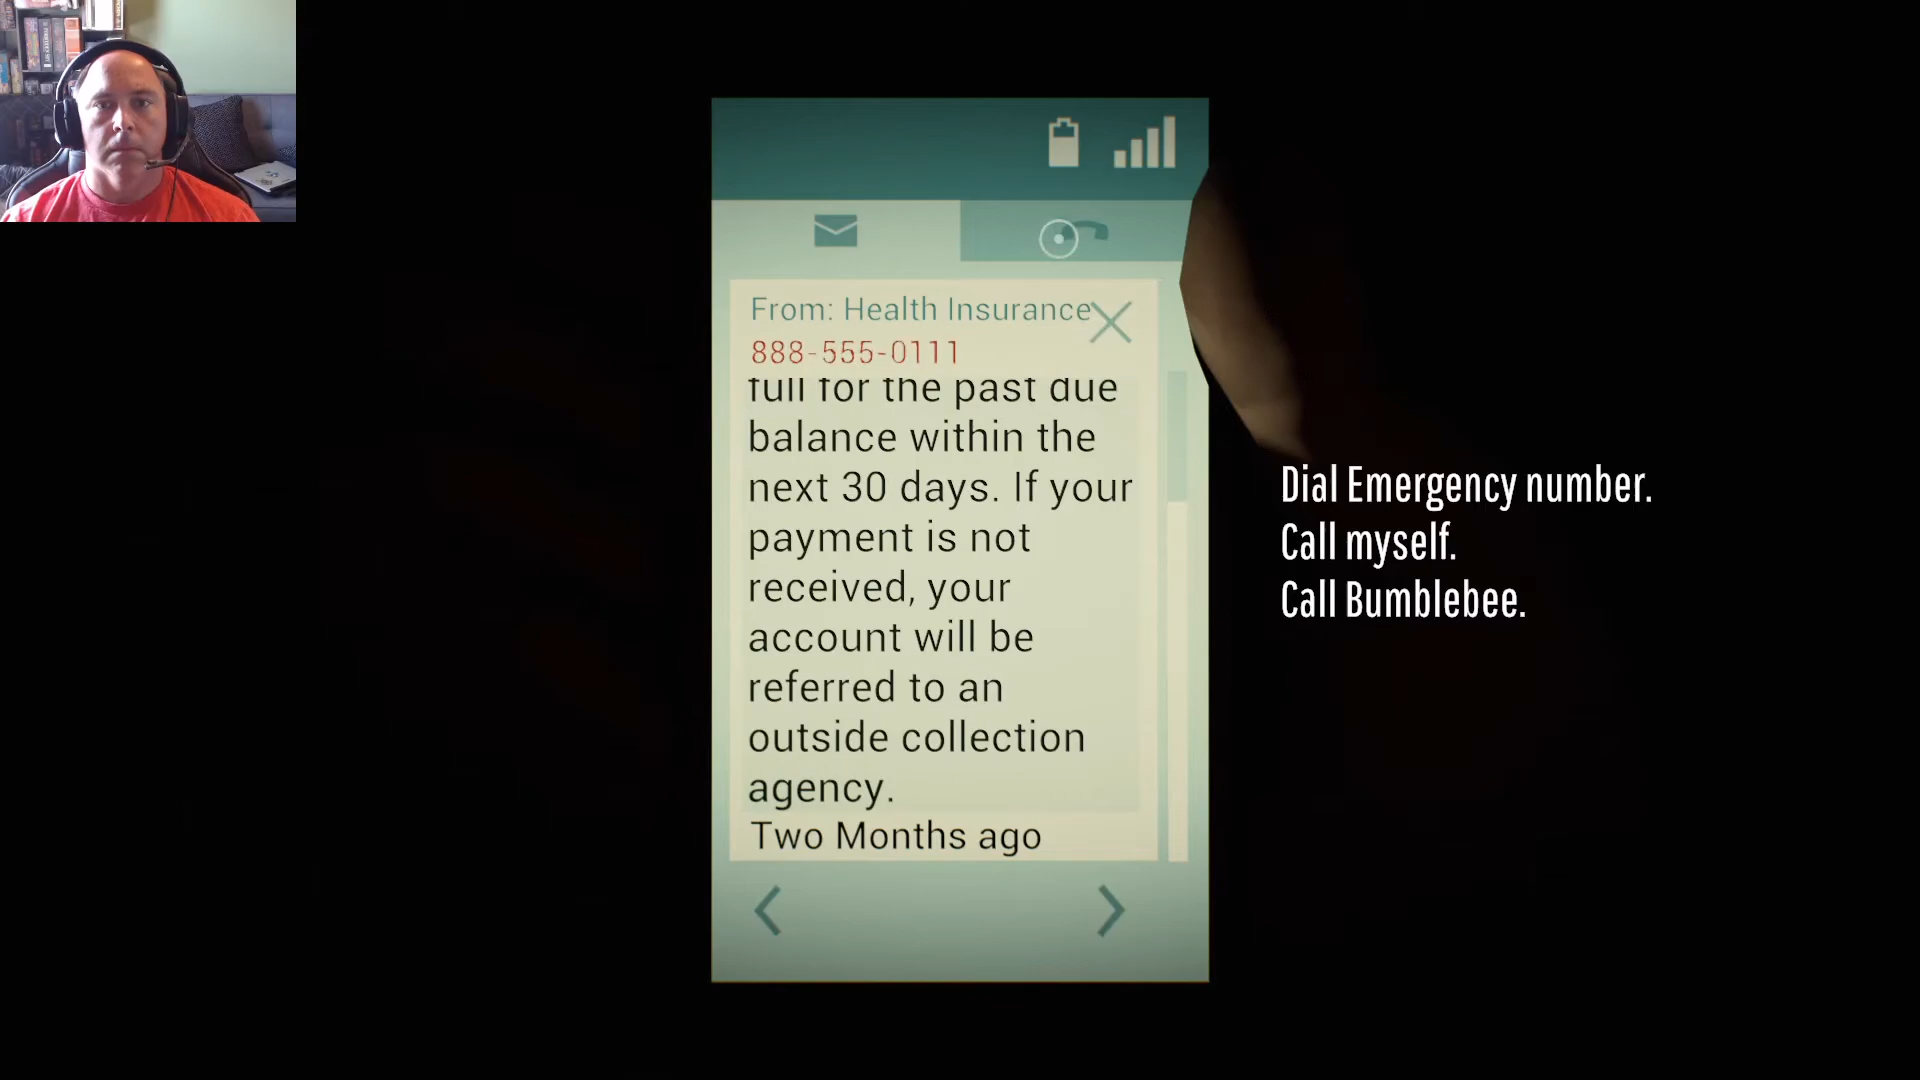 From: Health Insurance
888-555-0111
full for the past due
balance within the
next 30 days. If your
payment is not
received, your
account will be
referred to an
outside collection
agency.
Two Months ago
Dial Emergency number.
Call myself.
Call Bumblebee.